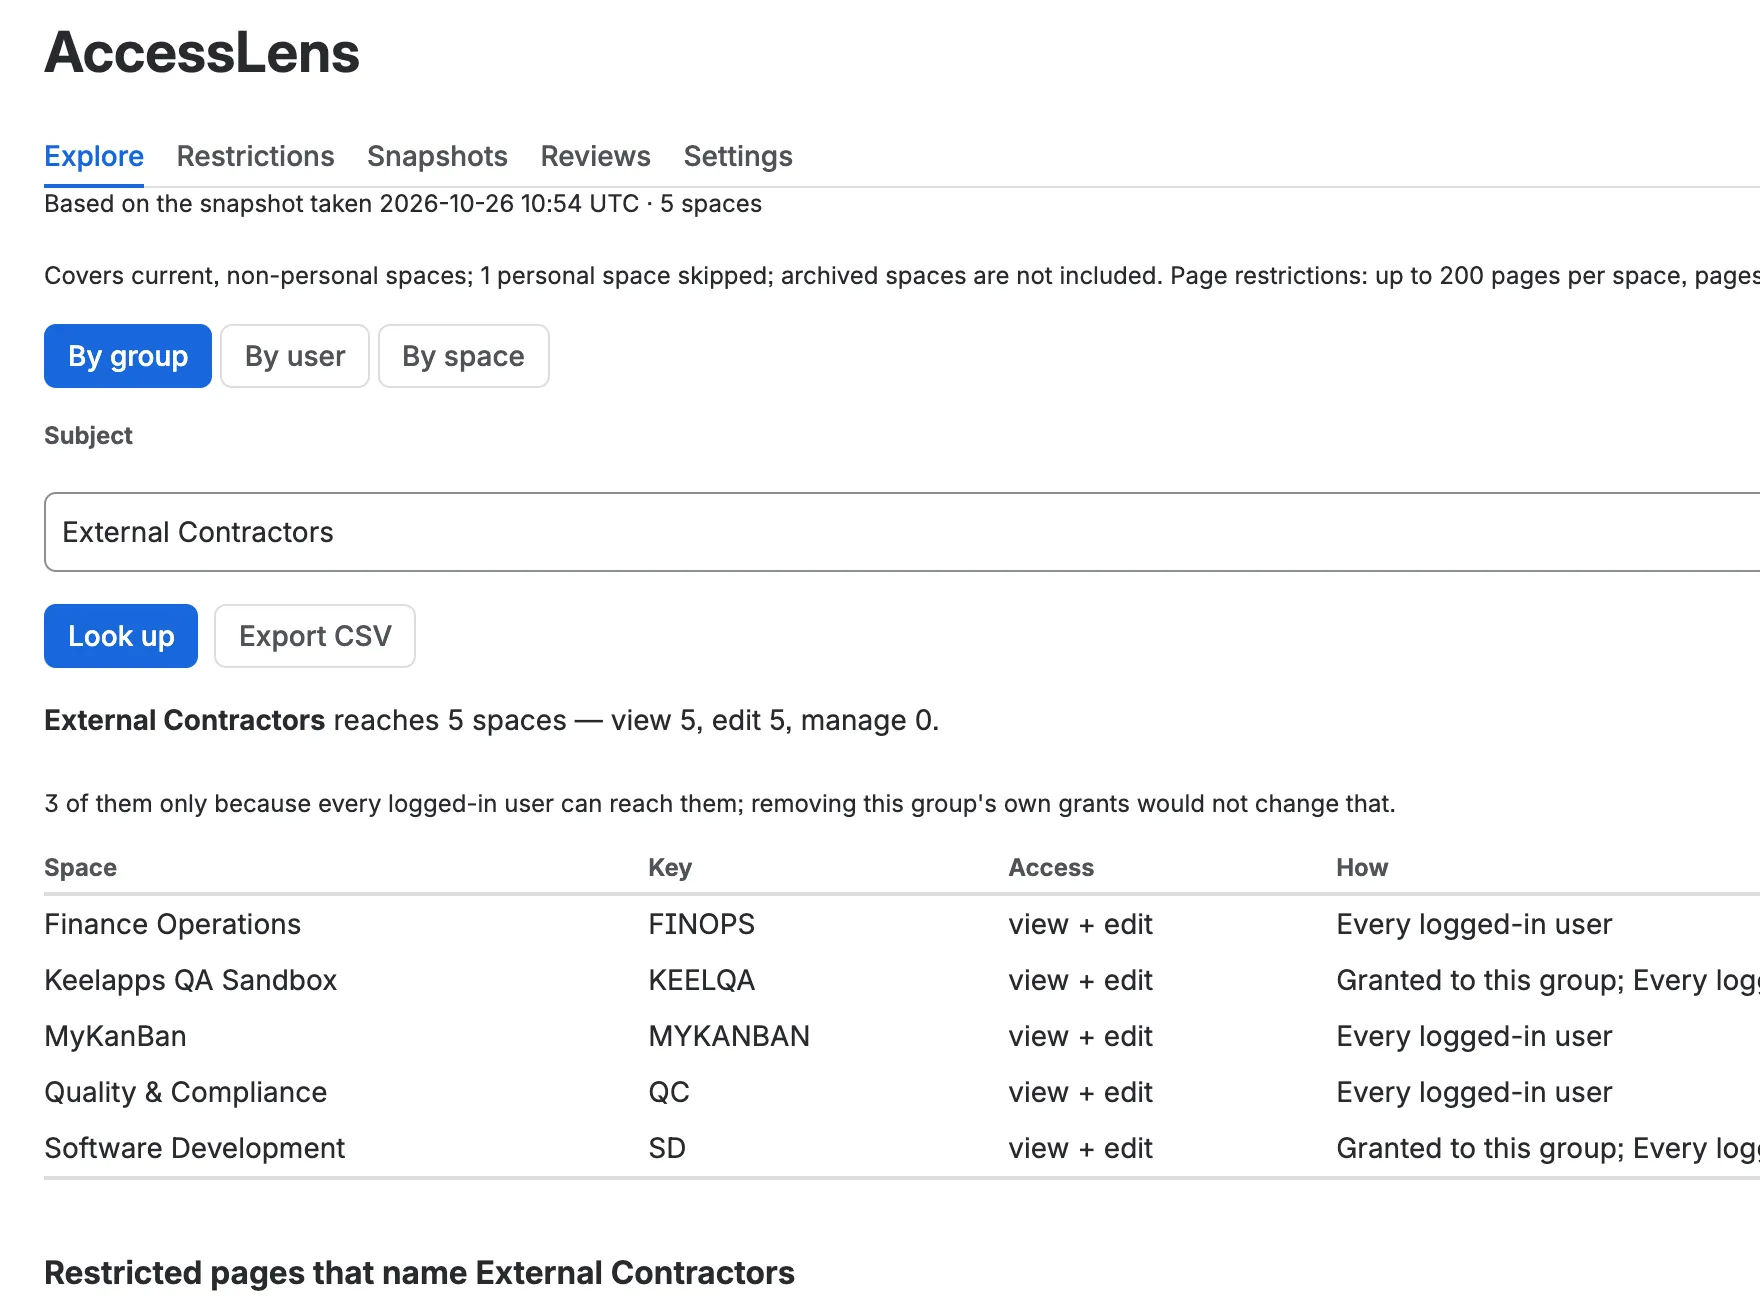 AccessLens
Explore Restrictions Snapshots Reviews Settings
Based on the snapshot taken 2026-10-26 10:54 UTC · 5 spaces
Covers current, non-personal spaces; 1 personal space skipped; archived spaces are not included. Page restrictions: up to 200 pages per space, pages
By group By user By space
Subject
External Contractors
Look up Export CSV
External Contractors reaches 5 spaces — view 5, edit 5, manage 0.
3 of them only because every logged-in user can reach them; removing this group's own grants would not change that.
Space Key Access How
Finance Operations FINOPS view + edit Every logged-in user
Keelapps QA Sandbox KEELQA view + edit Granted to this group; Every
MyKanBan MYKANBAN view + edit Every logged-in user
Quality & Compliance QC view + edit Every logged-in user
Software Development SD view + edit Granted to this group; Every
Restricted pages that name External Contractors